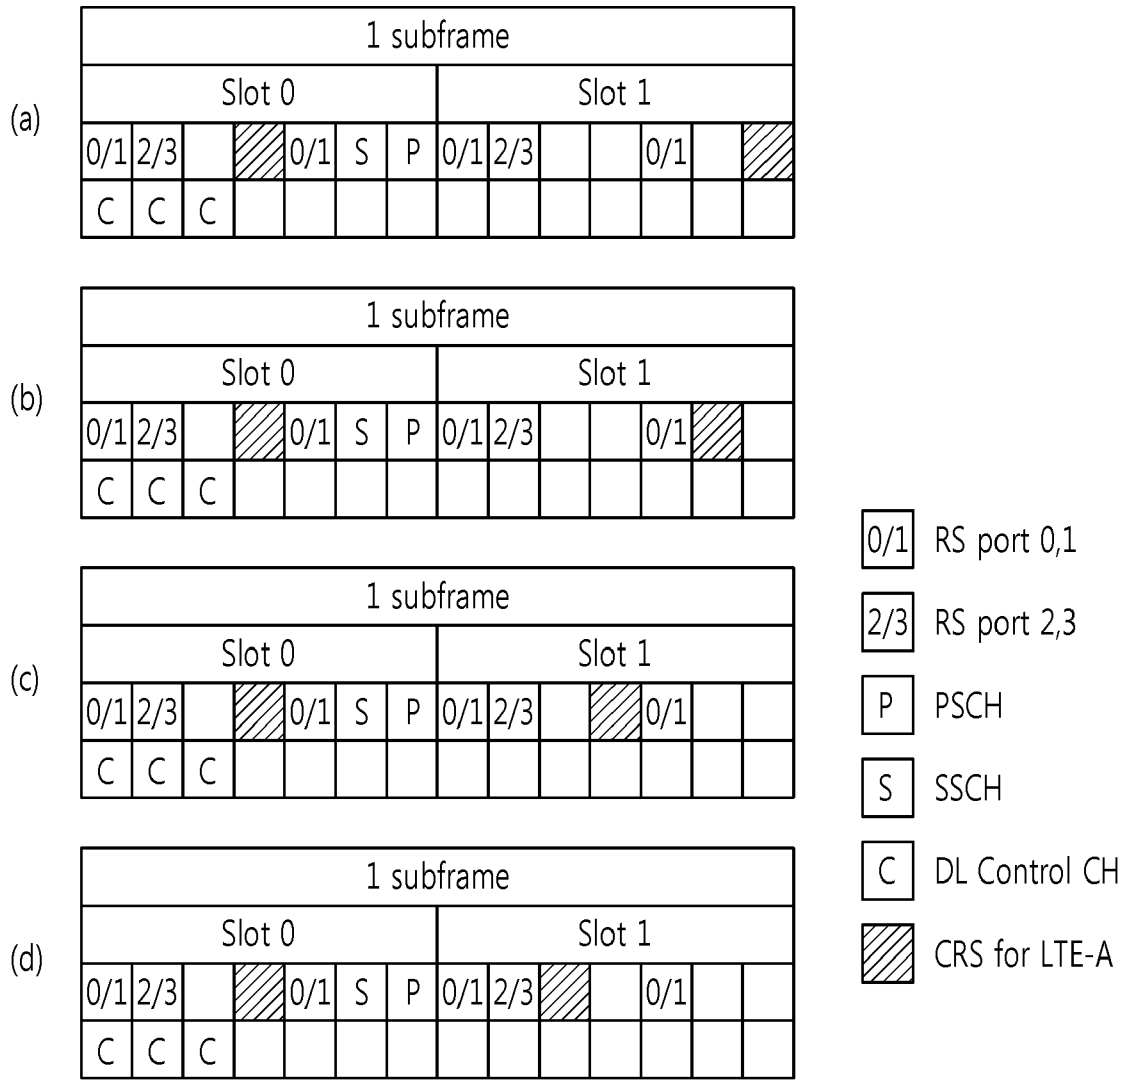 (a)
1 subframe
Slot 0 Slot 1
0/1 2/3 0/1 S P 0/1 2/3 0/1
C C C
(b)
1 subframe
Slot 0 Slot 1
0/1 2/3 0/1 S P 0/1 2/3 0/1
C C C
(c)
1 subframe
Slot 0 Slot 1
0/1 2/3 0/1 S P 0/1 2/3 0/1
C C C
(d)
1 subframe
Slot 0 Slot 1
0/1 2/3 0/1 S P 0/1 2/3 0/1
C C C
0/1 RS port 0,1
2/3 RS port 2,3
P PSCH
S SSCH
C DL Control CH
CRS for LTE-A